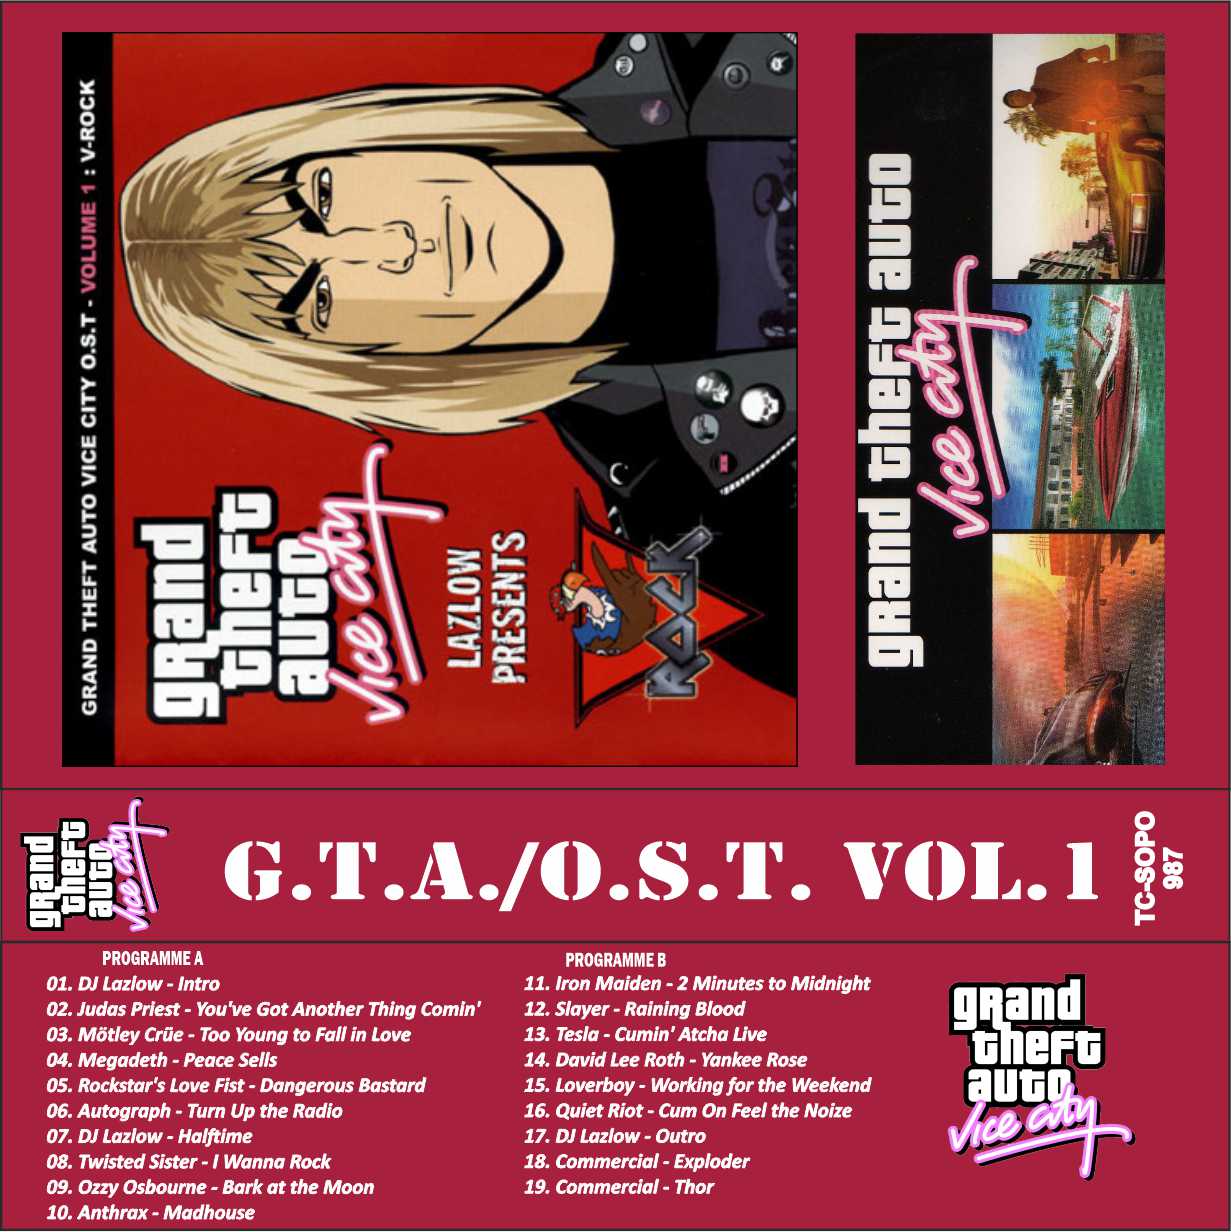 GRAND THEFT AUTO VICE CITY O.S.T - VOLUME 1 : V-ROCK
grand
theft
auto
vice city
LAZLOW
PRESENTS
ROCK
grand theft auto
vice city
grand
theft
auto
vice city
G.T.A./O.S.T. VOL.1
TC-SOPO
987
PROGRAMME A
01. DJ Lazlow - Intro
02. Judas Priest - You've Got Another Thing Comin'
03. Mötley Crüe - Too Young to Fall in Love
04. Megadeth - Peace Sells
05. Rockstar's Love Fist - Dangerous Bastard
06. Autograph - Turn Up the Radio
07. DJ Lazlow - Halftime
08. Twisted Sister - I Wanna Rock
09. Ozzy Osbourne - Bark at the Moon
10. Anthrax - Madhouse
PROGRAMME B
11. Iron Maiden - 2 Minutes to Midnight
12. Slayer - Raining Blood
13. Tesla - Cumin' Atcha Live
14. David Lee Roth - Yankee Rose
15. Loverboy - Working for the Weekend
16. Quiet Riot - Cum On Feel the Noize
17. DJ Lazlow - Outro
18. Commercial - Exploder
19. Commercial - Thor
grand
theft
auto
vice city